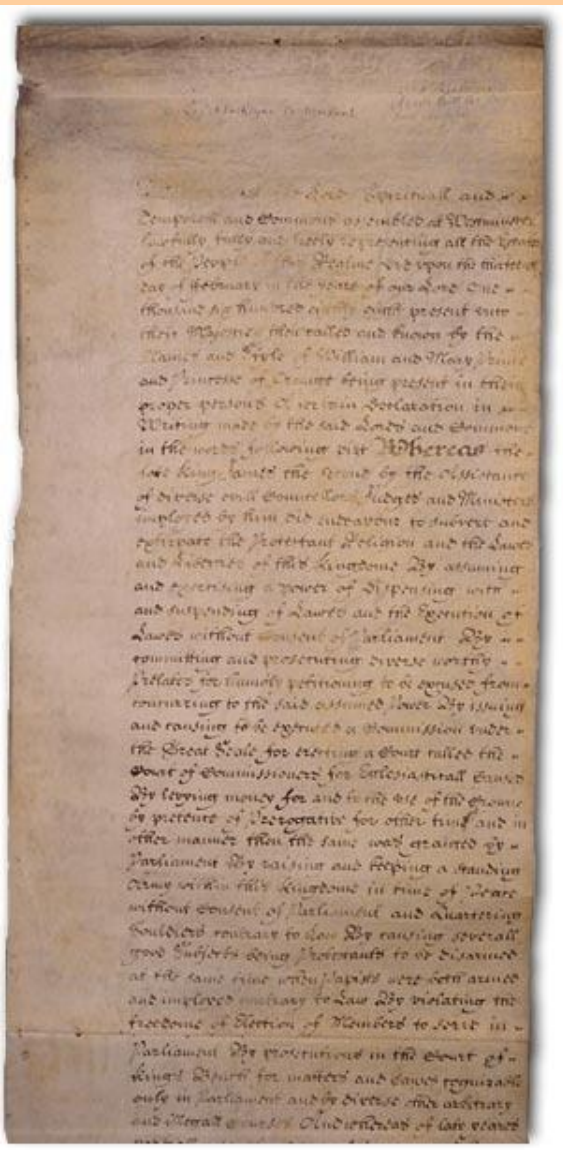 Lords Spirituall and
Temporall and Commons assembled at Westminster
Lawfully fully and freely representing all the Estates
of the People of this Realme did upon the thirteenth
day of February in the yeare of our Lord One
thousand six hundred eighty eight present unto
their Majesties then called and known by the
Names and Style of William and Mary Prince
and Princesse of Orange being present in their
proper persons A certain Declaration in
Writing made by the said Lords and Commons
in the words following vizt Whereas the
late King James the Second by the Assistance
of diverse evill Councellors Judges and Ministers
imployed by him did endeavour to subvert and
extirpate the Protestant Religion and the Lawes
and Liberties of this Kingdome By assuming
and exercising a power of dispensing with
and suspending of Lawes and the Execution of
Lawes without Consent of Parliament By
committing and prosecuting diverse worthy
Prelates for humbly petitioning to be excused from
concurring to the said assumed Power By issuing
and causing to be executed a Commission under
the Great Seale for erecting a Court called the
Court of Commissioners for Ecclesiasticall Causes
By levying money for and to the use of the Crowne
by pretence of Prerogative for other time and in
other manner then the same was granted by
Parliament By raising and keeping a standing
Army within this Kingdome in time of Peace
without Consent of Parliament and Quartering
Souldiers contrary to Law By causing severall
good Subjects being Protestants to be disarmed
at the same time when Papists were both armed
and imployed contrary to Law By violating the
freedome of Election of Members to serve in
Parliament By prosecutions in the Court of
Kings Bench for matters and Causes cognizable
only in Parliament and by diverse other arbitrary
and illegall Courses And whereas of late yeares